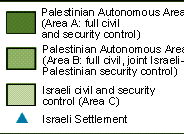 Palestinian Autonomous Area
(Area A: full civil
and security control)
Palestinian Autonomous Area
(Area B: full civil, joint Israeli-
Palestinian security control)
Israeli civil and security
control (Area C)
Israeli Settlement